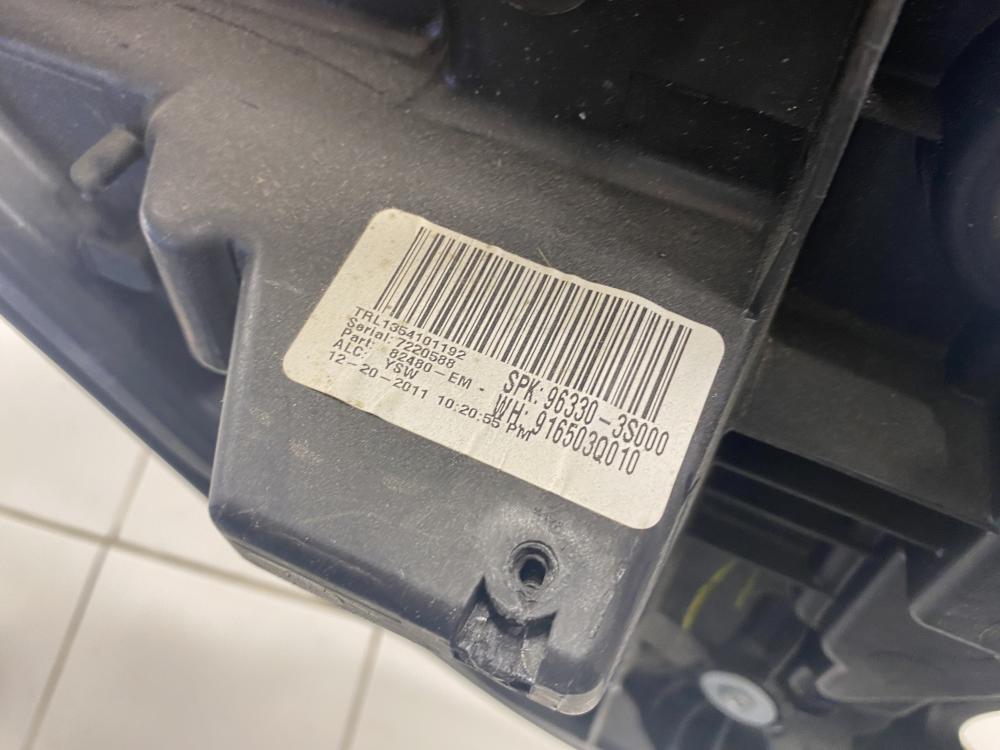 TRL1354101192
Serial: 7220588
Part: 82480-EM -
ALC: YSW
12-20-2011 10:20:55 PM
SPK: 96330-3S000
WH: 916503Q010